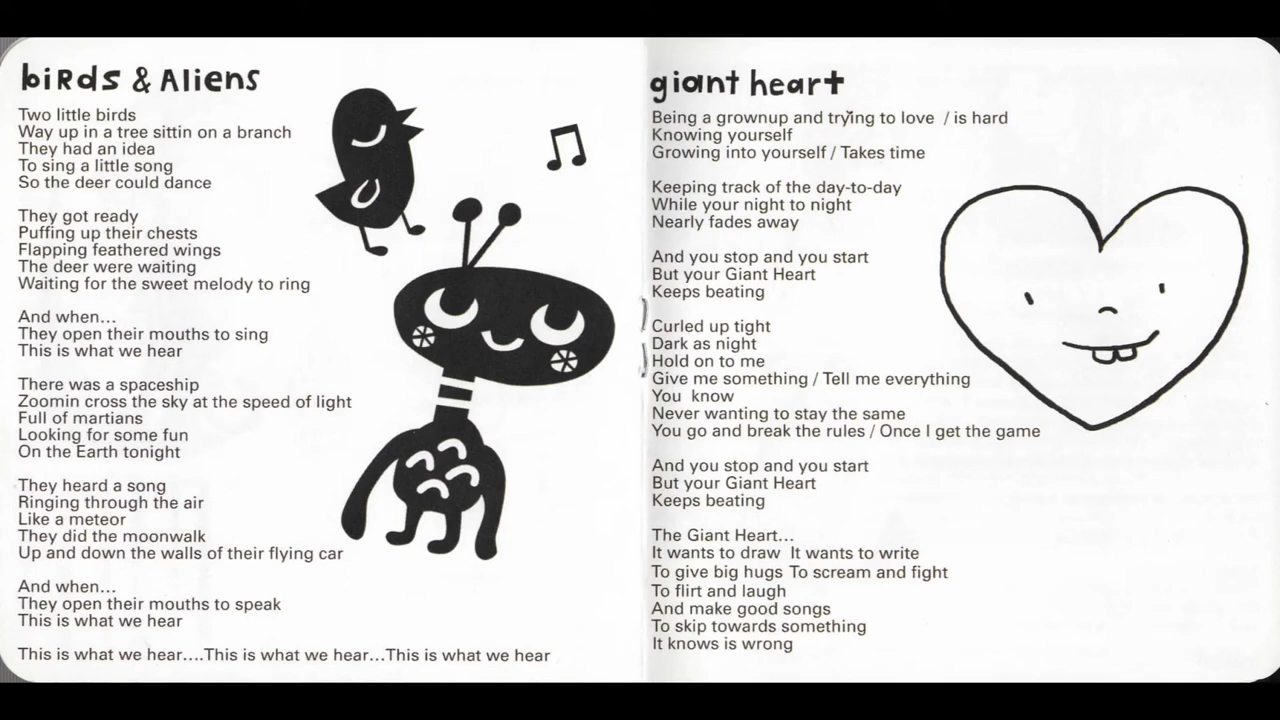 biRds & Aliens
Two little birds
Way up in a tree sittin on a branch
They had an idea
To sing a little song
So the deer could dance
They got ready
Puffing up their chests
Flapping feathered wings
The deer were waiting
Waiting for the sweet melody to ring
And when...
They open their mouths to sing
This is what we hear
There was a spaceship
Zoomin cross the sky at the speed of light
Full of martians
Looking for some fun
On the Earth tonight
They heard a song
Ringing through the air
Like a meteor
They did the moonwalk
Up and down the walls of their flying car
And when...
They open their mouths to speak
This is what we hear
This is what we hear....This is what we hear...This is what we hear
giant heart
Being a grownup and trying to love / is hard
Knowing yourself
Growing into yourself / Takes time
Keeping track of the day-to-day
While your night to night
Nearly fades away
And you stop and you start
But your Giant Heart
Keeps beating
Curled up tight
Dark as night
Hold on to me
Give me something / Tell me everything
You know
Never wanting to stay the same
You go and break the rules / Once I get the game
And you stop and you start
But your Giant Heart
Keeps beating
The Giant Heart...
It wants to draw It wants to write
To give big hugs To scream and fight
To flirt and laugh
And make good songs
To skip towards something
It knows is wrong